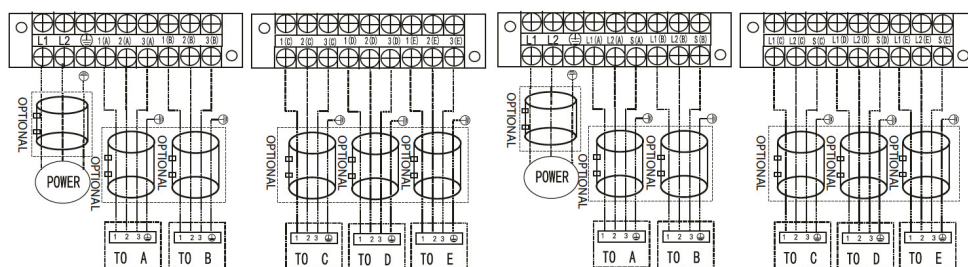 L1 L2 1(A) 2(A) 3(A) 1(B) 2(B) 3(B)
OPTIONAL
POWER
OPTIONAL
OPTIONAL
1 2 3
TO A
1 2 3
TO B
1(C) 2(C) 3(C) 1(D) 2(D) 3(D) 1(E) 2(E) 3(E)
OPTIONAL
OPTIONAL
OPTIONAL
1 2 3
TO C
1 2 3
TO D
1 2 3
TO E
L1 L2 L1(A) L2(A) S(A) L1(B) L2(B) S(B)
OPTIONAL
POWER
OPTIONAL
OPTIONAL
1 2 3
TO A
1 2 3
TO B
L1(C) L2(C) S(C) L1(D) L2(D) S(D) L1(E) L2(E) S(E)
OPTIONAL
OPTIONAL
OPTIONAL
1 2 3
TO C
1 2 3
TO D
1 2 3
TO E